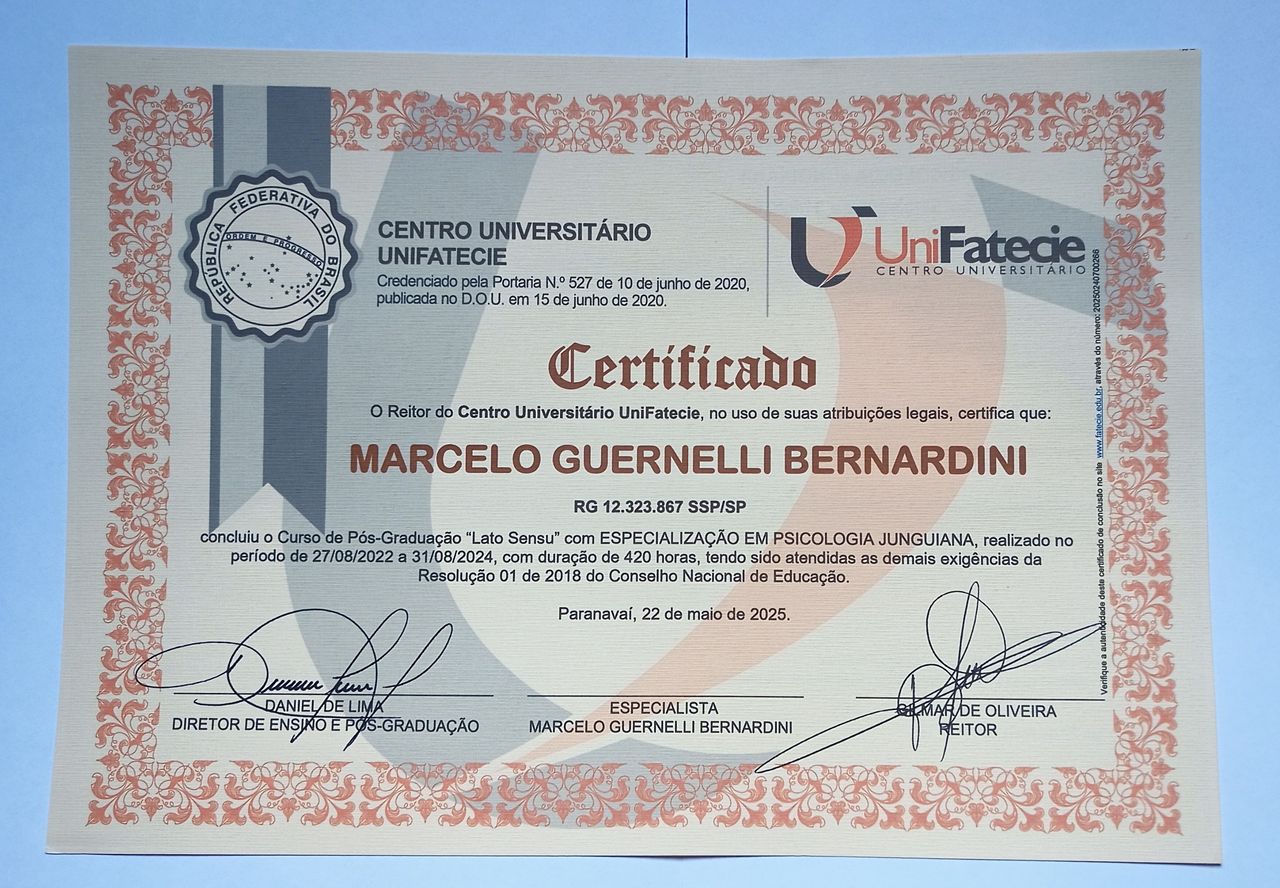 REPÚBLICA FEDERATIVA DO BRASIL
ORDEM E PROGRESSO
CENTRO UNIVERSITÁRIO
UNIFATECIE
Credenciado pela Portaria N.º 527 de 10 de junho de 2020,
publicada no D.O.U. em 15 de junho de 2020.
UniFatecie
CENTRO UNIVERSITÁRIO
Certificado
O Reitor do Centro Universitário UniFatecie, no uso de suas atribuições legais, certifica que:
MARCELO GUERNELLI BERNARDINI
RG 12.323.867 SSP/SP
concluiu o Curso de Pós-Graduação “Lato Sensu” com ESPECIALIZAÇÃO EM PSICOLOGIA JUNGUIANA, realizado no
período de 27/08/2022 a 31/08/2024, com duração de 420 horas, tendo sido atendidas as demais exigências da
Resolução 01 de 2018 do Conselho Nacional de Educação.
Paranavaí, 22 de maio de 2025.
DANIEL DE LIMA
DIRETOR DE ENSINO E PÓS-GRADUAÇÃO
ESPECIALISTA
MARCELO GUERNELLI BERNARDINI
GILMAR DE OLIVEIRA
REITOR
Verifique a autenticidade deste certificado de conclusão no site www.fatecie.edu.br, através do número: 20250240700266